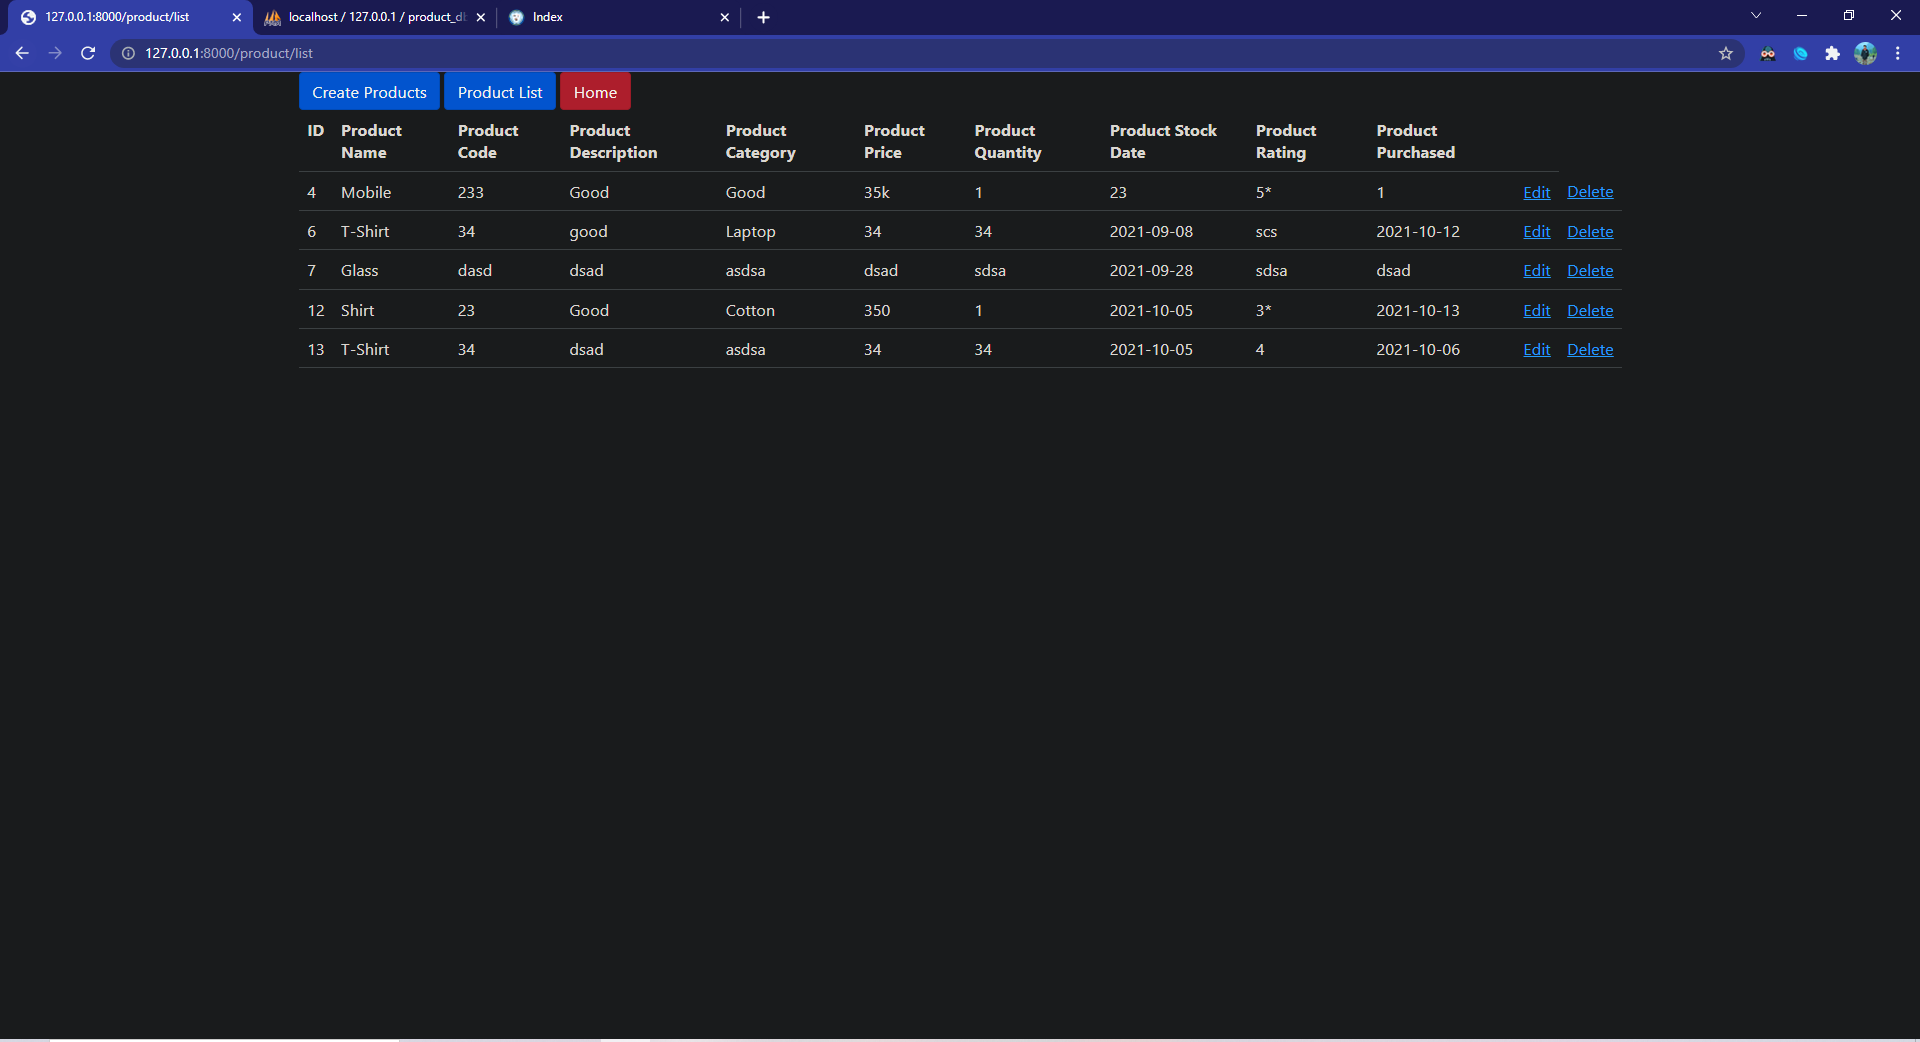 127.0.0.1:8000/product/list
localhost / 127.0.0.1 / product_d
Index
127.0.0.1:8000/product/list
Create Products Product List Home
ID Product Name Product Code Product Description Product Category Product Price Product Quantity Product Stock Date Product Rating Product Purchased
4 Mobile 233 Good Good 35k 1 23 5* 1 Edit Delete
6 T-Shirt 34 good Laptop 34 34 2021-09-08 scs 2021-10-12 Edit Delete
7 Glass dasd dsad asdsa dsad sdsa 2021-09-28 sdsa dsad Edit Delete
12 Shirt 23 Good Cotton 350 1 2021-10-05 3* 2021-10-13 Edit Delete
13 T-Shirt 34 dsad asdsa 34 34 2021-10-05 4 2021-10-06 Edit Delete